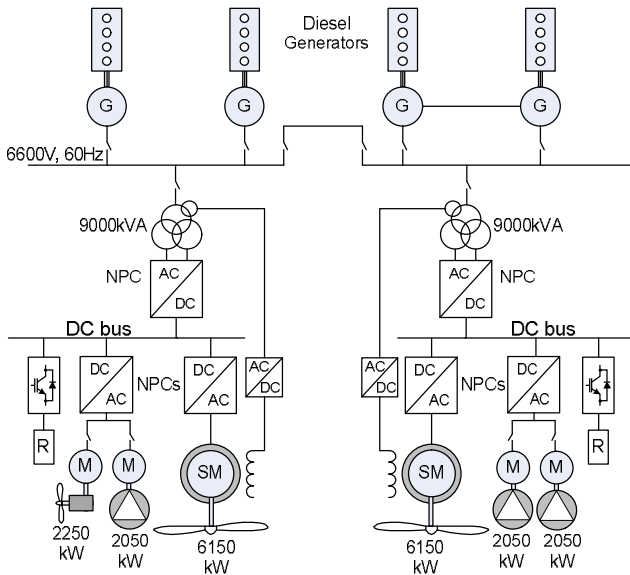 Diesel
Generators
G G G G
6600V, 60Hz
9000kVA 9000kVA
NPC AC DC AC DC NPC
DC bus DC bus
DC AC NPCs DC AC AC DC AC DC DC AC NPCs DC AC
R M M SM SM M M R
2250 kW
2050 kW
6150 kW
6150 kW
2050 kW
2050 kW